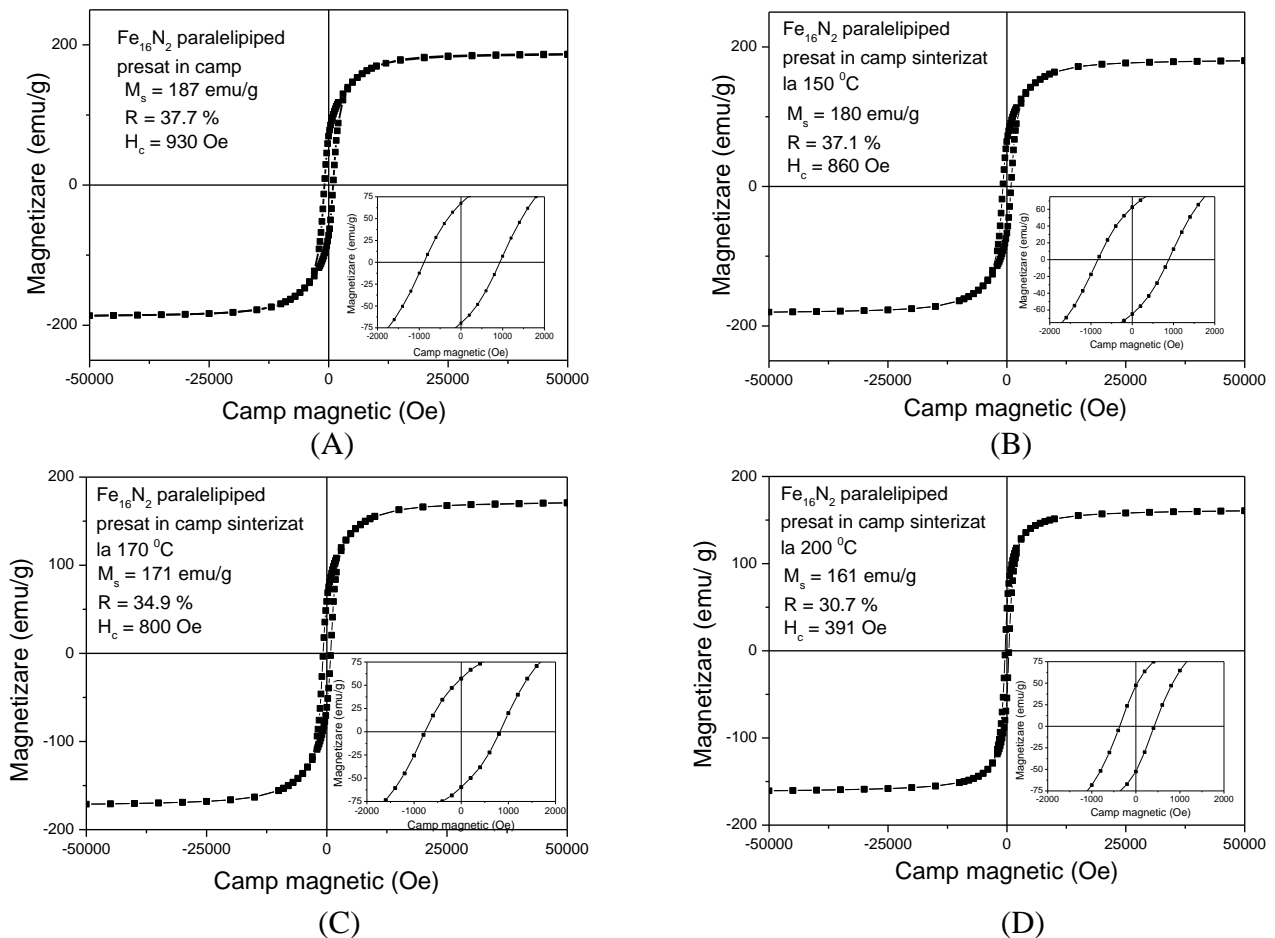 Fe₁₆N₂ paralelipiped
presat in camp
Mₛ = 187 emu/g
R = 37.7 %
H꜀ = 930 Oe
Magnetizare (emu/g)
200
0
-200
-50000 -25000 0 25000 50000
Camp magnetic (Oe)
Magnetizare (emu/g)
75
50
25
0
-25
-50
-75
-2000 -1000 0 1000 2000
Camp magnetic (Oe)
(A)
Fe₁₆N₂ paralelipiped
presat in camp sinterizat
la 150 ⁰C
Mₛ = 180 emu/g
R = 37.1 %
H꜀ = 860 Oe
Magnetizare (emu/g)
200
0
-200
-50000 -25000 0 25000 50000
Camp magnetic (Oe)
Magnetizare (emu/g)
60
40
20
0
-20
-40
-60
-2000 -1000 0 1000 2000
Camp magnetic (Oe)
(B)
Fe₁₆N₂ paralelipiped
presat in camp sinterizat
la 170 ⁰C
Mₛ = 171 emu/g
R = 34.9 %
H꜀ = 800 Oe
Magnetizare (emu/g)
200
100
0
-100
-200
-50000 -25000 0 25000 50000
Camp magnetic (Oe)
Magnetizare (emu/g)
75
50
25
0
-25
-50
-75
-2000 -1000 0 1000 2000
Camp magnetic (Oe)
(C)
Fe₁₆N₂ paralelipiped
presat in camp sinterizat
la 200 ⁰C
Mₛ = 161 emu/g
R = 30.7 %
H꜀ = 391 Oe
Magnetizare (emu/ g)
200
100
0
-100
-200
-50000 -25000 0 25000 50000
Camp magnetic (Oe)
Magnetizare (emu/g)
75
50
25
0
-25
-50
-75
-2000 -1000 0 1000 2000
Camp magnetic (Oe)
(D)